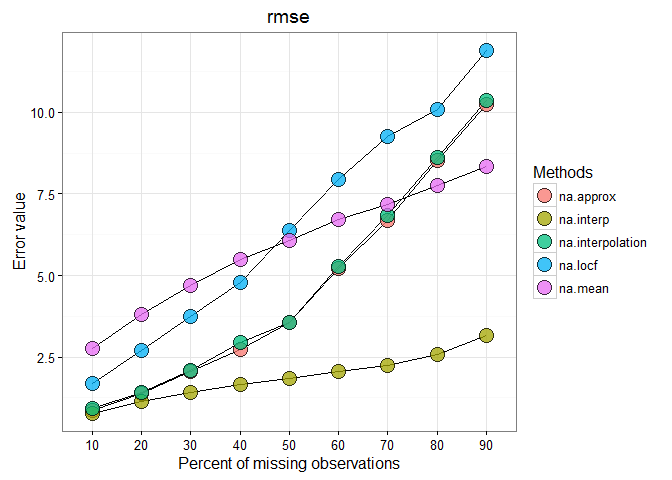 rmse
10.0
7.5
5.0
2.5
Error value
10 20 30 40 50 60 70 80 90
Percent of missing observations
Methods
na.approx
na.interp
na.interpolation
na.locf
na.mean